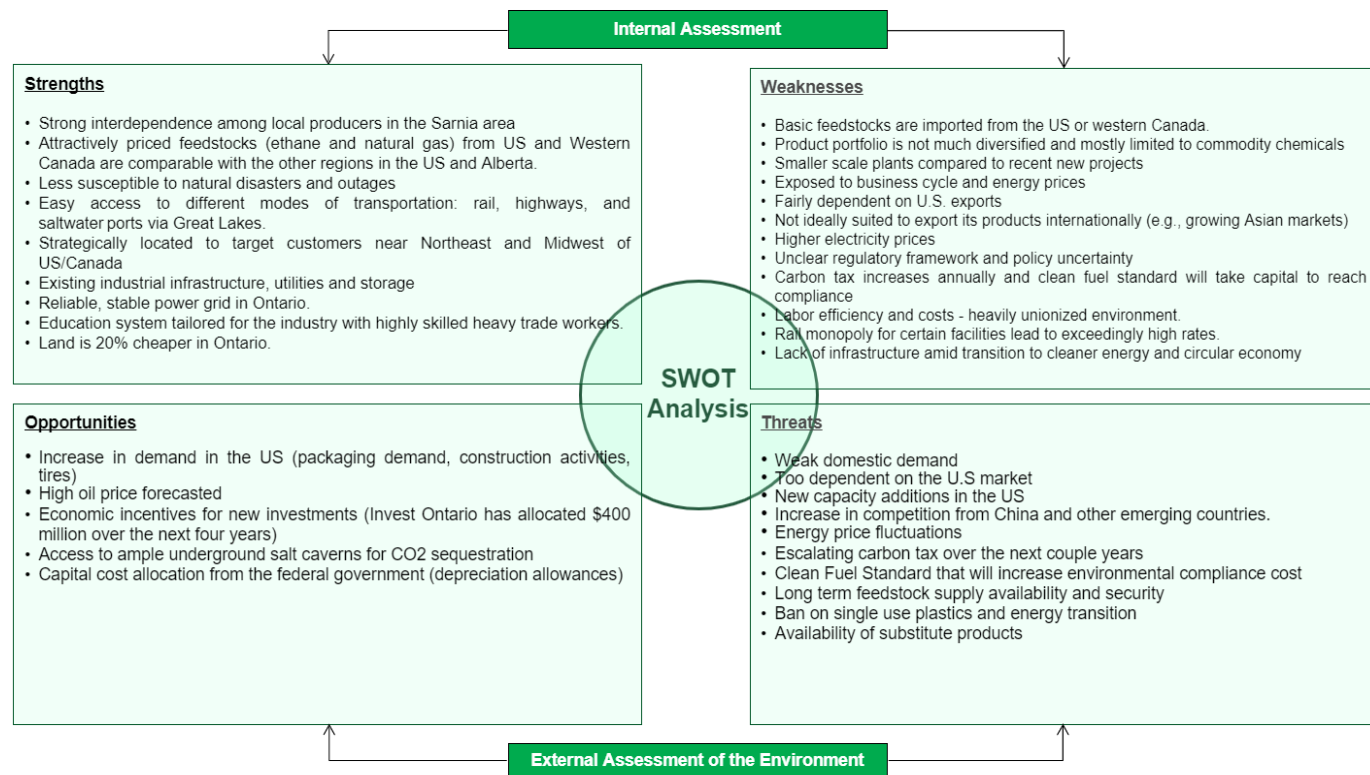 Internal Assessment
Strengths
• Strong interdependence among local producers in the Sarnia area
• Attractively priced feedstocks (ethane and natural gas) from US and Western
Canada are comparable with the other regions in the US and Alberta.
• Less susceptible to natural disasters and outages
• Easy access to different modes of transportation: rail, highways, and
saltwater ports via Great Lakes.
• Strategically located to target customers near Northeast and Midwest of
US/Canada
• Existing industrial infrastructure, utilities and storage
• Reliable, stable power grid in Ontario.
• Education system tailored for the industry with highly skilled heavy trade workers.
• Land is 20% cheaper in Ontario.
Weaknesses
• Basic feedstocks are imported from the US or western Canada.
• Product portfolio is not much diversified and mostly limited to commodity chemicals
• Smaller scale plants compared to recent new projects
• Exposed to business cycle and energy prices
• Fairly dependent on U.S. exports
• Not ideally suited to export its products internationally (e.g., growing Asian markets)
• Higher electricity prices
• Unclear regulatory framework and policy uncertainty
• Carbon tax increases annually and clean fuel standard will take capital to reach
compliance
• Labor efficiency and costs - heavily unionized environment.
• Rail monopoly for certain facilities lead to exceedingly high rates.
• Lack of infrastructure amid transition to cleaner energy and circular economy
SWOT
Analysis
Opportunities
• Increase in demand in the US (packaging demand, construction activities,
tires)
• High oil price forecasted
• Economic incentives for new investments (Invest Ontario has allocated $400
million over the next four years)
• Access to ample underground salt caverns for CO2 sequestration
• Capital cost allocation from the federal government (depreciation allowances)
Threats
• Weak domestic demand
• Too dependent on the U.S market
• New capacity additions in the US
• Increase in competition from China and other emerging countries.
• Energy price fluctuations
• Escalating carbon tax over the next couple years
• Clean Fuel Standard that will increase environmental compliance cost
• Long term feedstock supply availability and security
• Ban on single use plastics and energy transition
• Availability of substitute products
External Assessment of the Environment